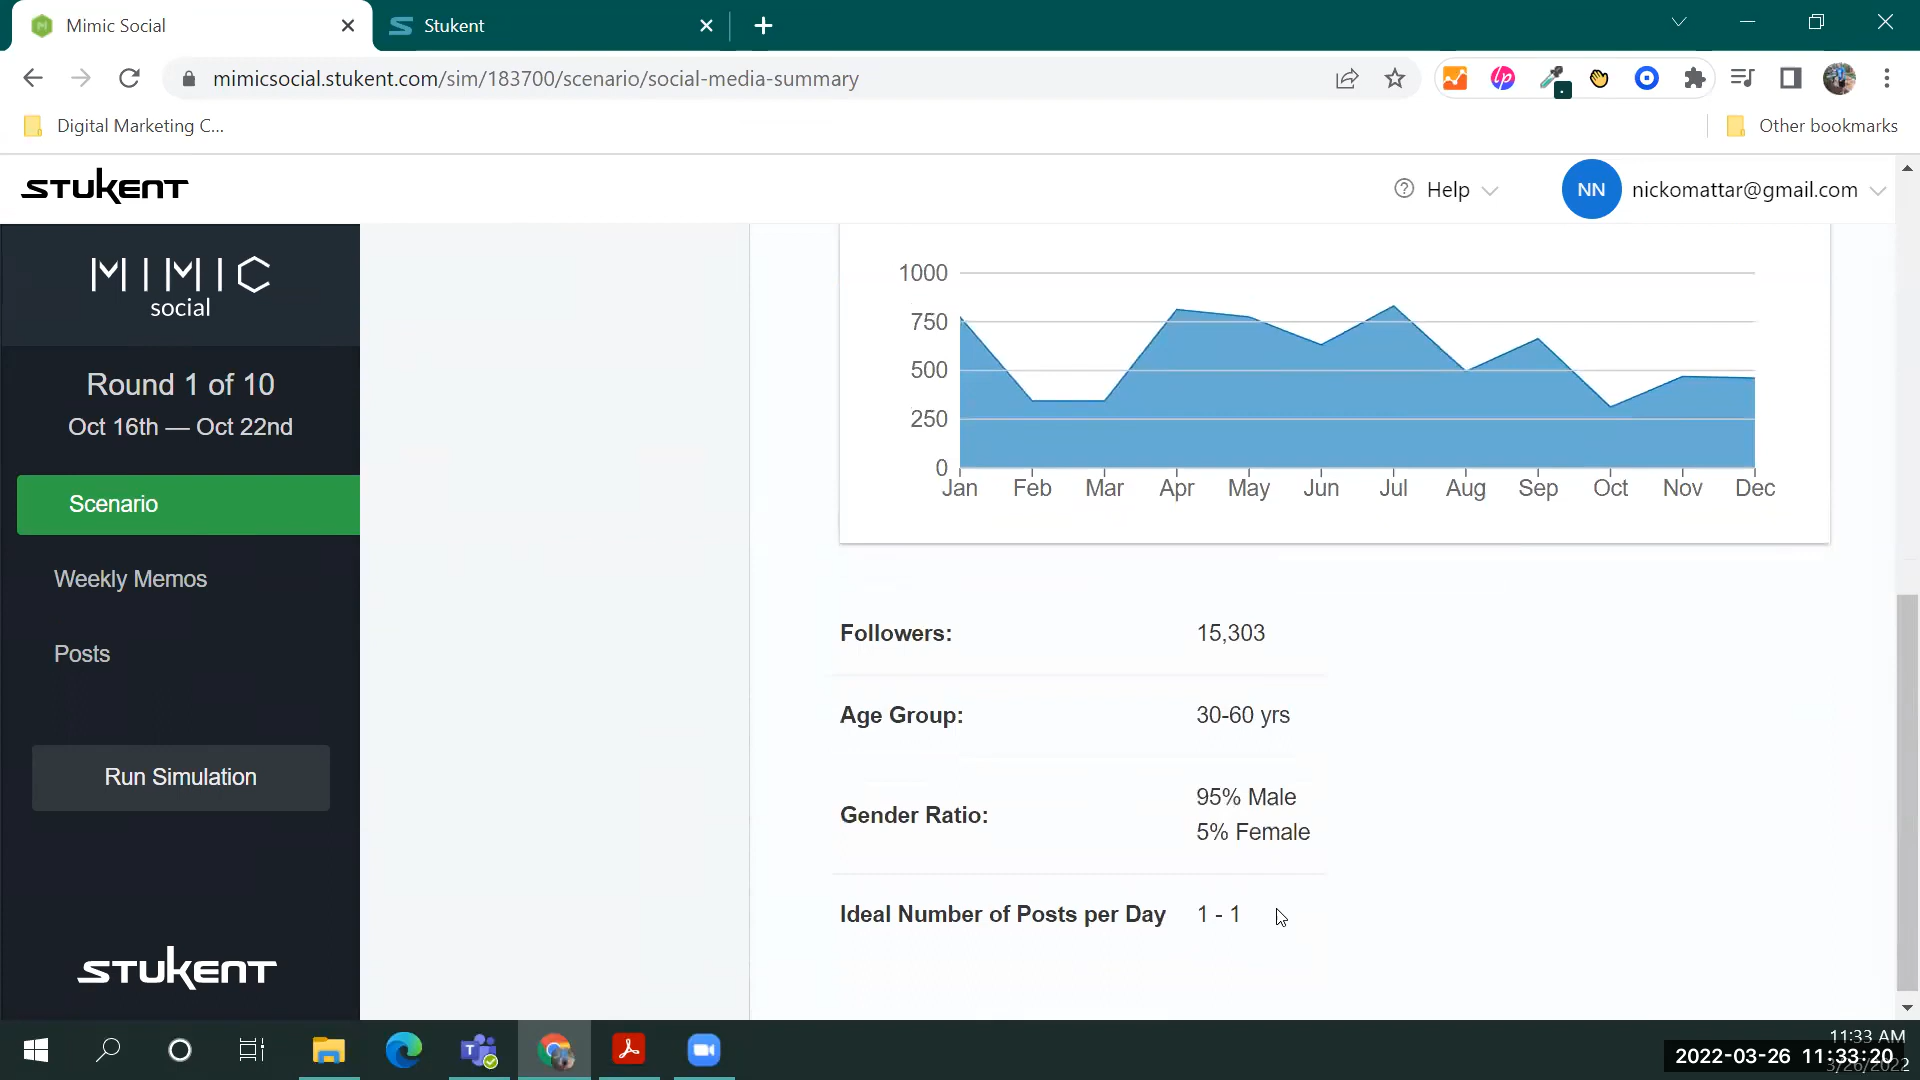 Mimic Social
Stukent
mimicsocial.stukent.com/sim/183700/scenario/social-media-summary
Digital Marketing C...
Other bookmarks
STUKENT
Help
NN
nickomattar@gmail.com
MIMIC
social
Round 1 of 10
Oct 16th — Oct 22nd
Scenario
Weekly Memos
Posts
Run Simulation
STUKENT
1000
750
500
250
0
Jan Feb Mar Apr May Jun Jul Aug Sep Oct Nov Dec
Followers: 15,303
Age Group: 30-60 yrs
Gender Ratio: 95% Male
5% Female
Ideal Number of Posts per Day 1 - 1
11:33 AM
2022-03-26 11:33:20